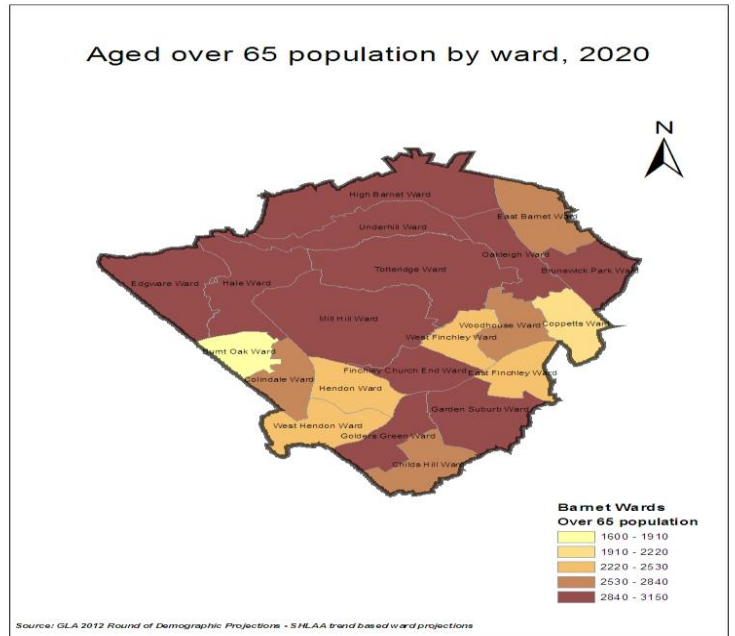 Aged over 65 population by ward, 2020
N
High Barnet Ward
East Barnet Ward
Underhill Ward
Oakleigh Ward
Totteridge Ward
Brunswick Park Ward
Edgware Ward
Hale Ward
Mill Hill Ward
Woodhouse Ward
Coppetts Ward
West Finchley Ward
Burnt Oak Ward
Finchley Church End Ward
East Finchley Ward
Colindale Ward
Hendon Ward
Garden Suburb Ward
West Hendon Ward
Golders Green Ward
Childs Hill Ward
Barnet Wards
Over 65 population
1600 - 1910
1910 - 2220
2220 - 2530
2530 - 2840
2840 - 3150
Source: GLA 2012 Round of Demographic Projections - SHLAA trend based ward projections